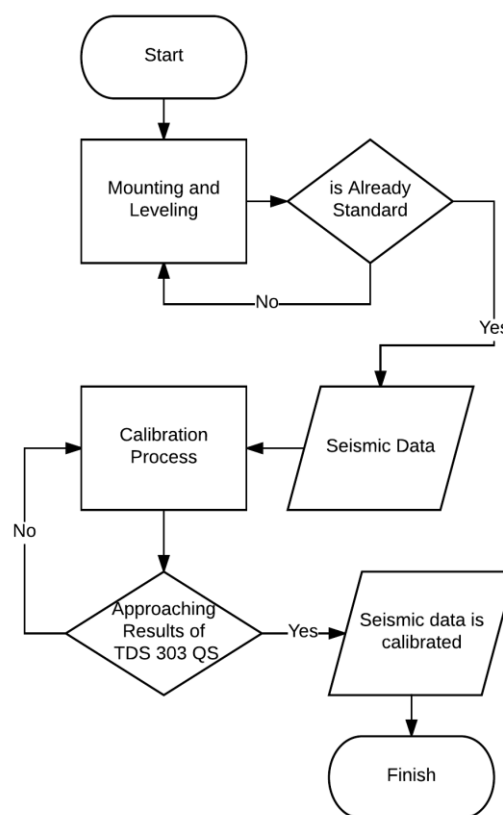 Start
Mounting and
Leveling
is Already
Standard
No
Yes
Seismic Data
Calibration
Process
No
Approaching
Results of
TDS 303 QS
Yes
Seismic data is
calibrated
Finish